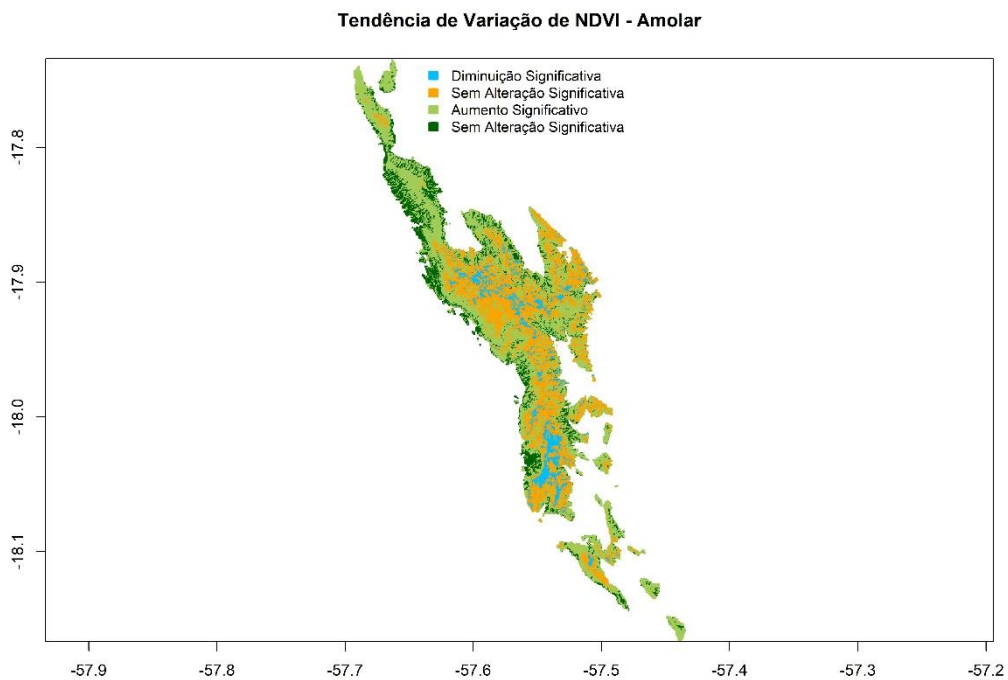 Tendência de Variação de NDVI - Amolar
Diminuição Significativa
Sem Alteração Significativa
Aumento Significativo
Sem Alteração Significativa
-17.8
-17.9
-18.0
-18.1
-57.9 -57.8 -57.7 -57.6 -57.5 -57.4 -57.3 -57.2